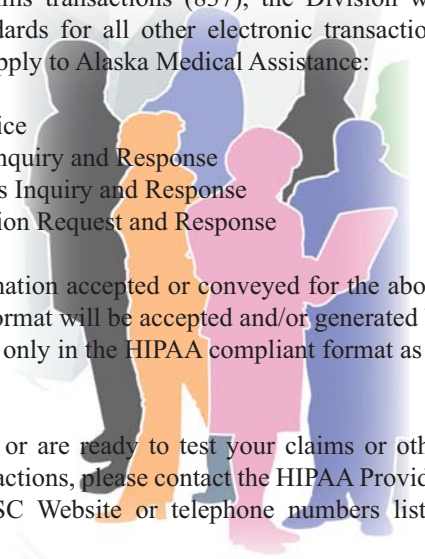 transactions (837), the Division w
dards for all other electronic transactio
pply to Alaska Medical Assistance:
ice
nquiry and Response
s Inquiry and Response
ion Request and Response
nation accepted or conveyed for the abo
ormat will be accepted and/or generated
only in the HIPAA compliant format as
or are ready to test your claims or oth
actions, please contact the HIPAA Provid
SC Website or telephone numbers list